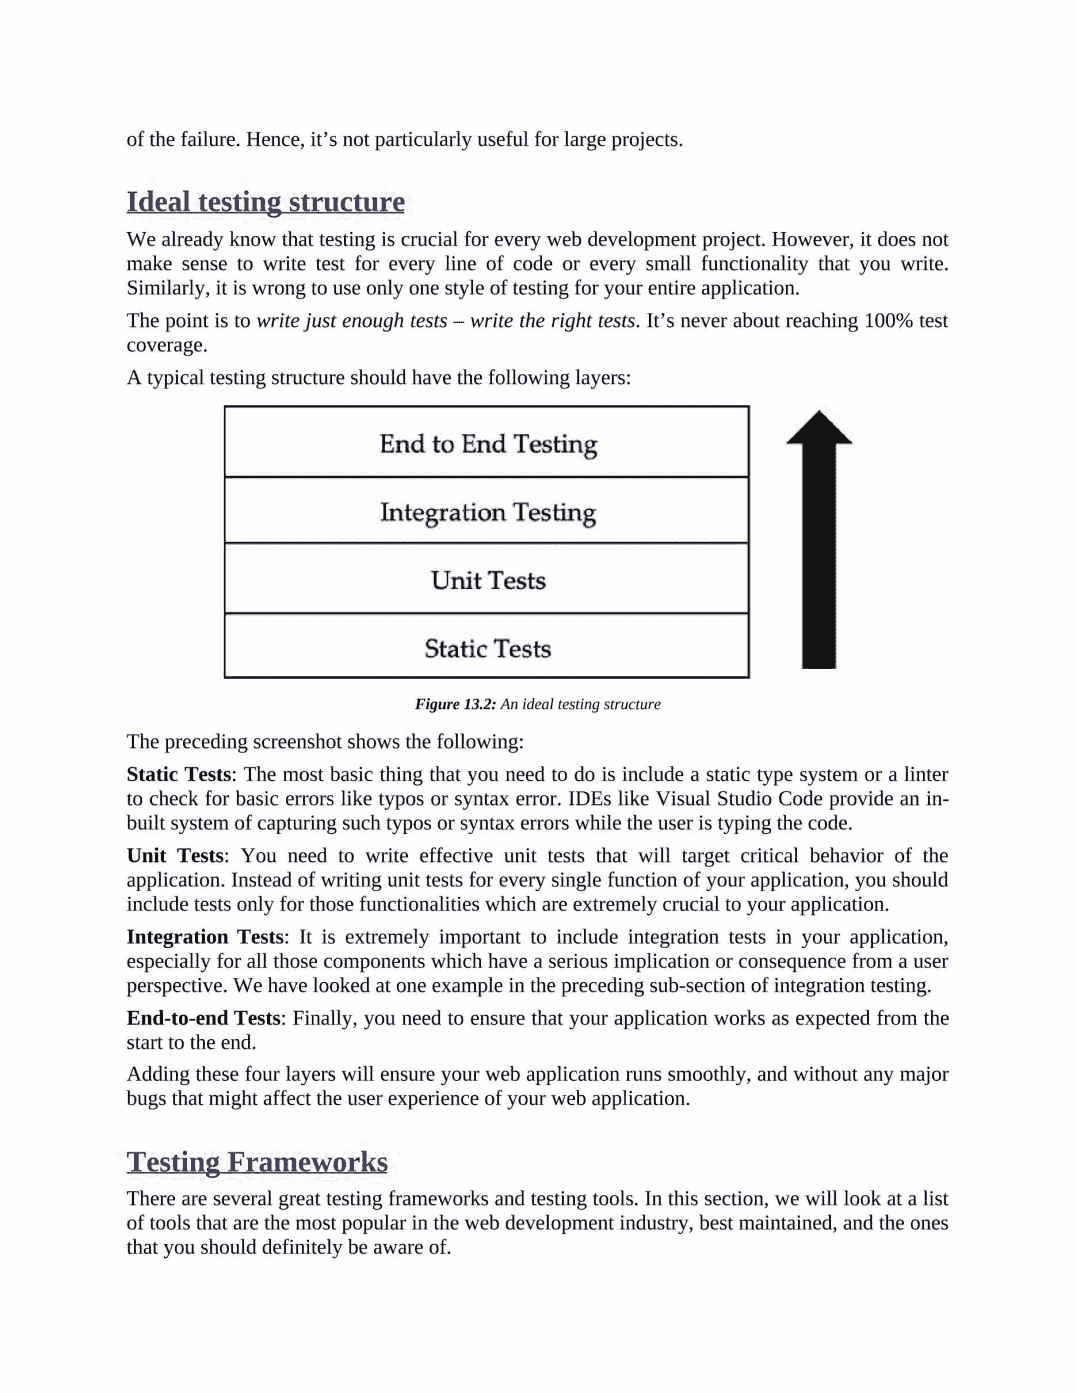 of the failure. Hence, it’s not particularly useful for large projects.
Ideal testing structure
We already know that testing is crucial for every web development project. However, it does not
make sense to write test for every line of code or every small functionality that you write.
Similarly, it is wrong to use only one style of testing for your entire application.
The point is to write just enough tests – write the right tests. It’s never about reaching 100% test
coverage.
A typical testing structure should have the following layers:
End to End Testing
Integration Testing
Unit Tests
Static Tests
Figure 13.2: An ideal testing structure
The preceding screenshot shows the following:
Static Tests: The most basic thing that you need to do is include a static type system or a linter
to check for basic errors like typos or syntax error. IDEs like Visual Studio Code provide an in-
built system of capturing such typos or syntax errors while the user is typing the code.
Unit Tests: You need to write effective unit tests that will target critical behavior of the
application. Instead of writing unit tests for every single function of your application, you should
include tests only for those functionalities which are extremely crucial to your application.
Integration Tests: It is extremely important to include integration tests in your application,
especially for all those components which have a serious implication or consequence from a user
perspective. We have looked at one example in the preceding sub-section of integration testing.
End-to-end Tests: Finally, you need to ensure that your application works as expected from the
start to the end.
Adding these four layers will ensure your web application runs smoothly, and without any major
bugs that might affect the user experience of your web application.
Testing Frameworks
There are several great testing frameworks and testing tools. In this section, we will look at a list
of tools that are the most popular in the web development industry, best maintained, and the ones
that you should definitely be aware of.